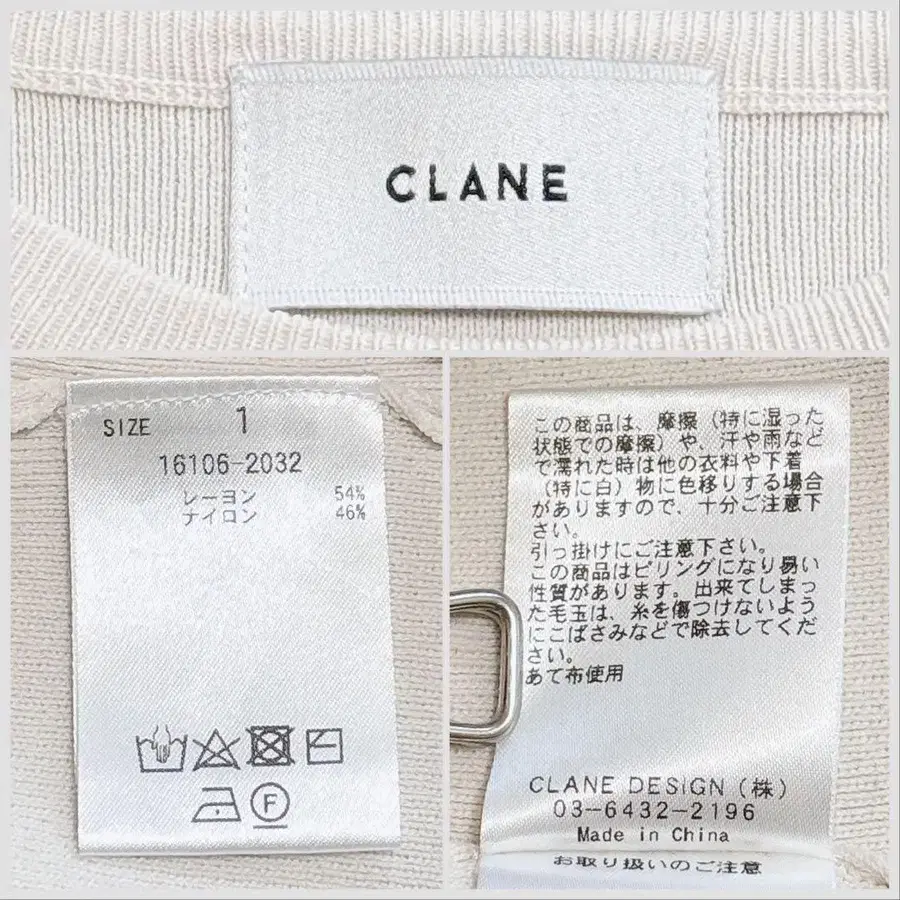 CLANE
SIZE 1
16106-2032
レーヨン 54%
ナイロン 46%
F
この商品は、摩擦（特に湿った
状態での摩擦）や、汗や雨など
で濡れた時は他の衣料や下着
（特に白）物に色移りする場合
がありますので、十分ご注意下
さい。
引っ掛けにご注意下さい。
この商品はピリングになり易い
性質があります。出来てしまっ
た毛玉は、糸を傷つけないよう
にこばさみなどで除去してくだ
さい。
あて布使用
CLANE DESIGN（株）
03-6432-2196
Made in China
お取り扱いのご注意